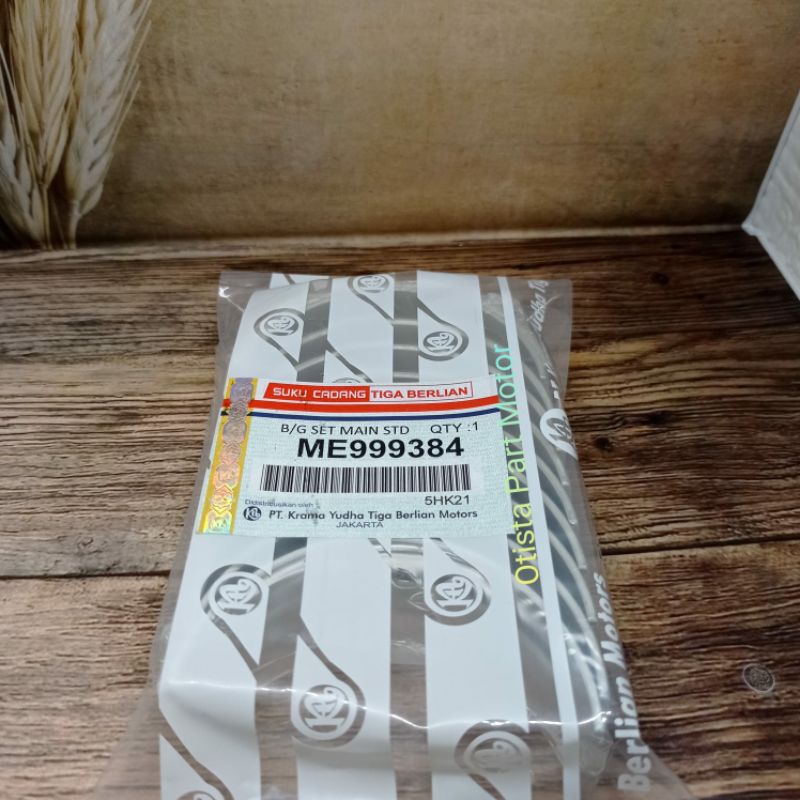 SUKU CADANG TIGA BERLIAN
B/G SET MAIN STD QTY :1
ME999384
5HK21
Didistribusikan oleh :
PT. Krama Yudha Tiga Berlian Motors
JAKARTA
Otista Part Motor
Berlian Motors